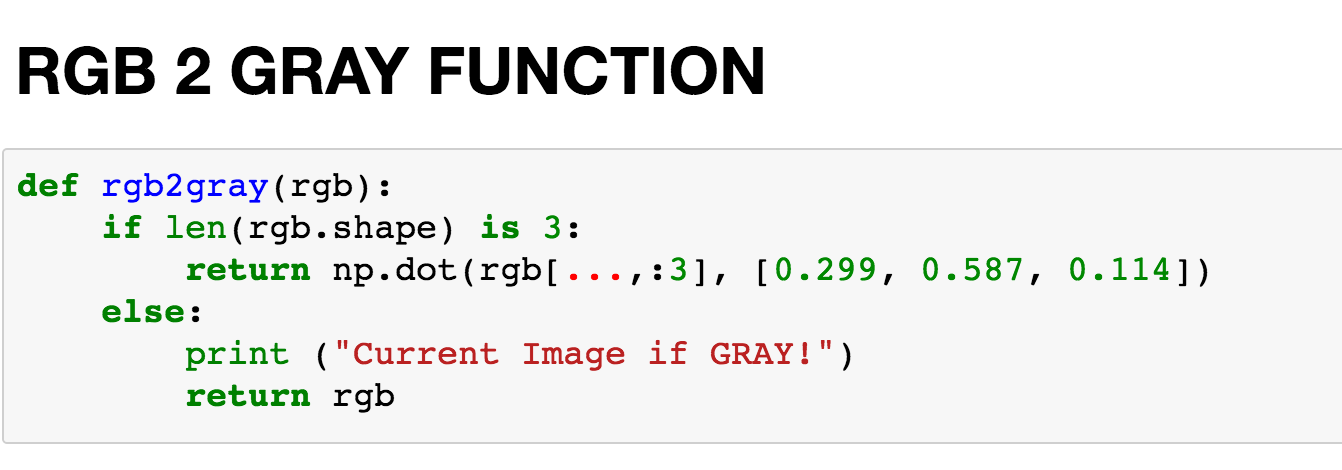 RGB 2 GRAY FUNCTION
def rgb2gray(rgb):
    if len(rgb.shape) is 3:
        return np.dot(rgb[...,:3], [0.299, 0.587, 0.114])
    else:
        print ("Current Image if GRAY!")
        return rgb